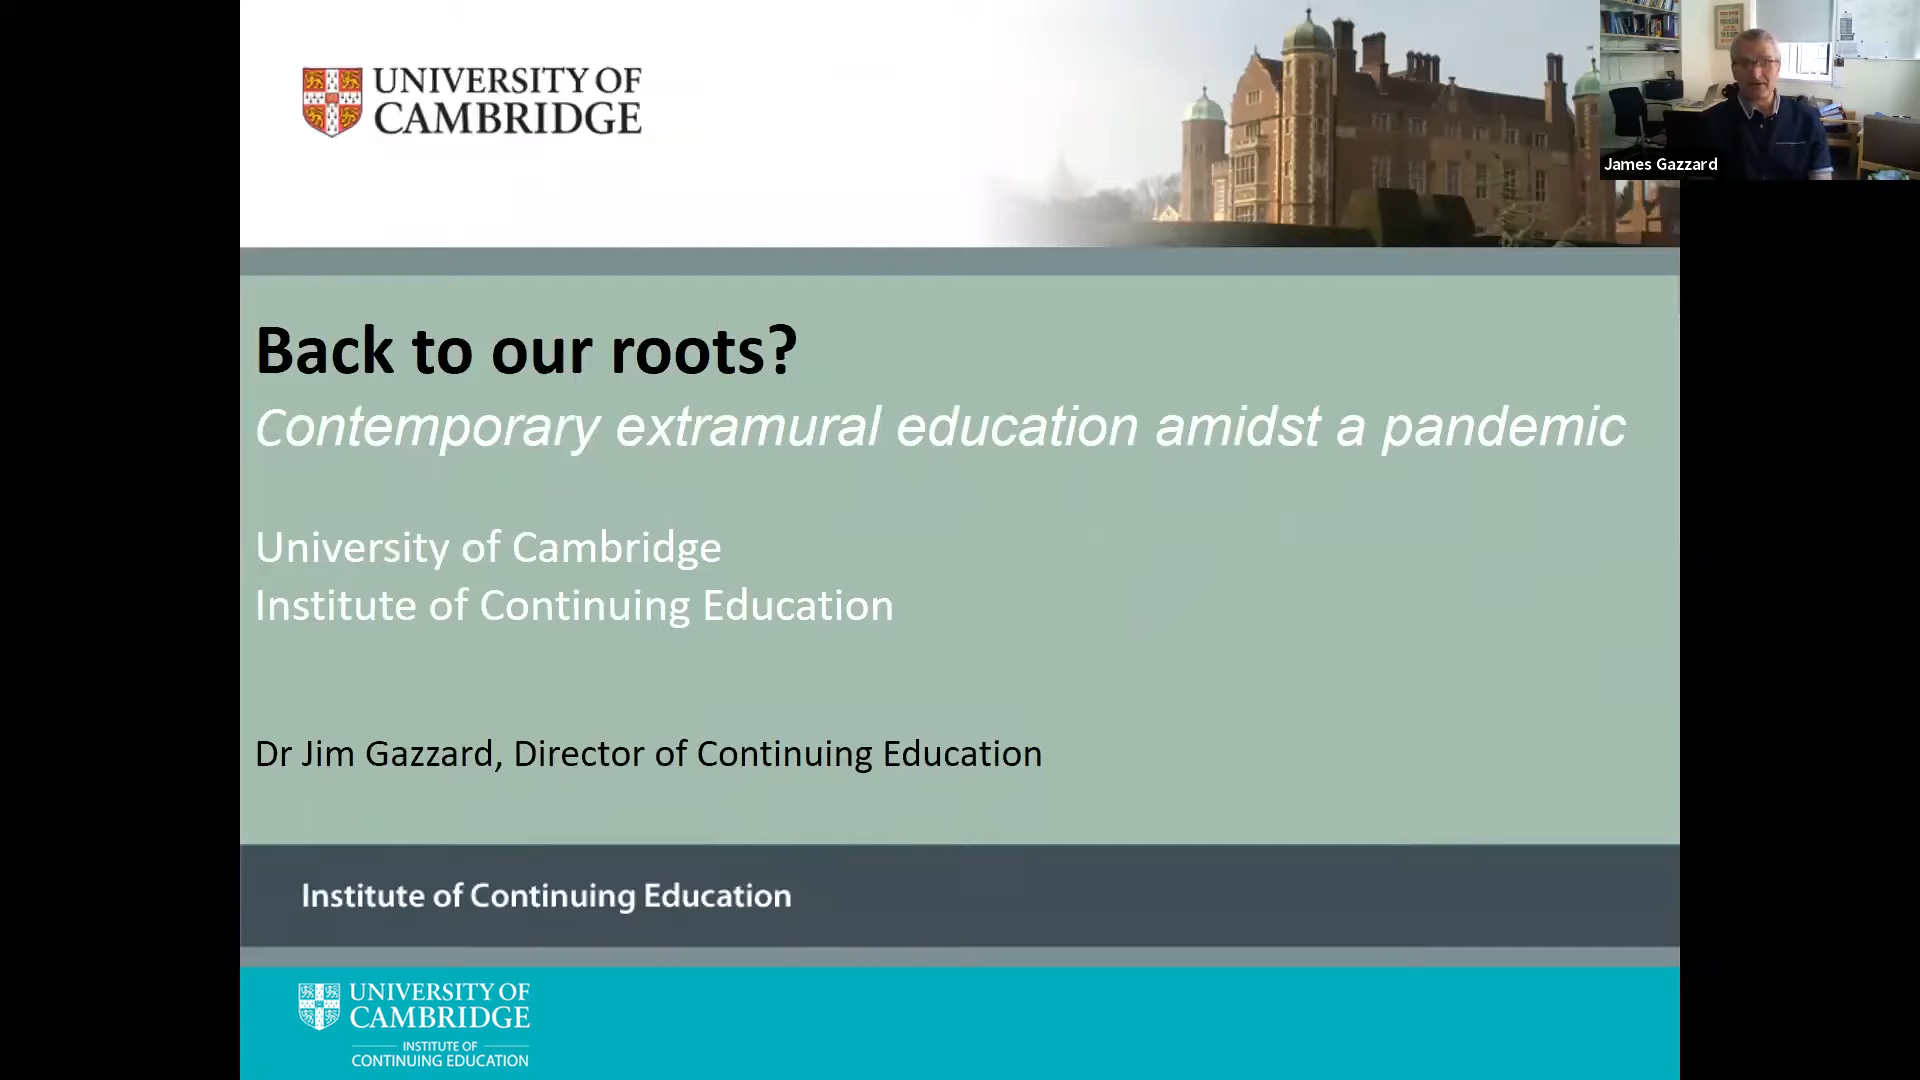 UNIVERSITY OF
CAMBRIDGE
James Gazzard
Back to our roots?
Contemporary extramural education amidst a pandemic
University of Cambridge
Institute of Continuing Education
Dr Jim Gazzard, Director of Continuing Education
Institute of Continuing Education
UNIVERSITY OF
CAMBRIDGE
INSTITUTE OF
CONTINUING EDUCATION